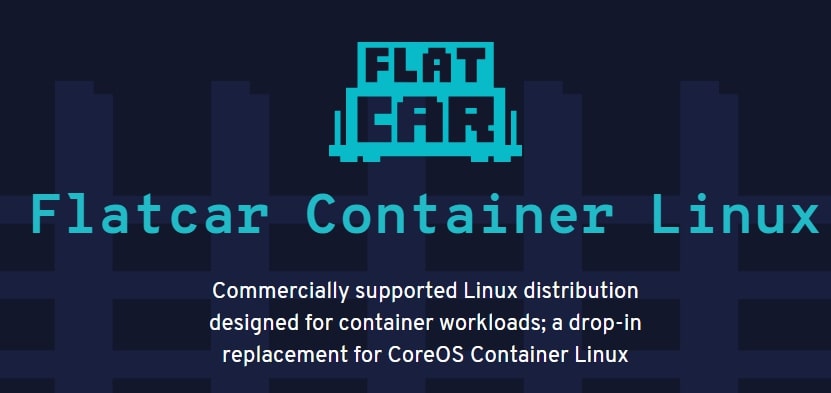 FLAT
CAR
Flatcar Container Linux
Commercially supported Linux distribution
designed for container workloads; a drop-in
replacement for CoreOS Container Linux